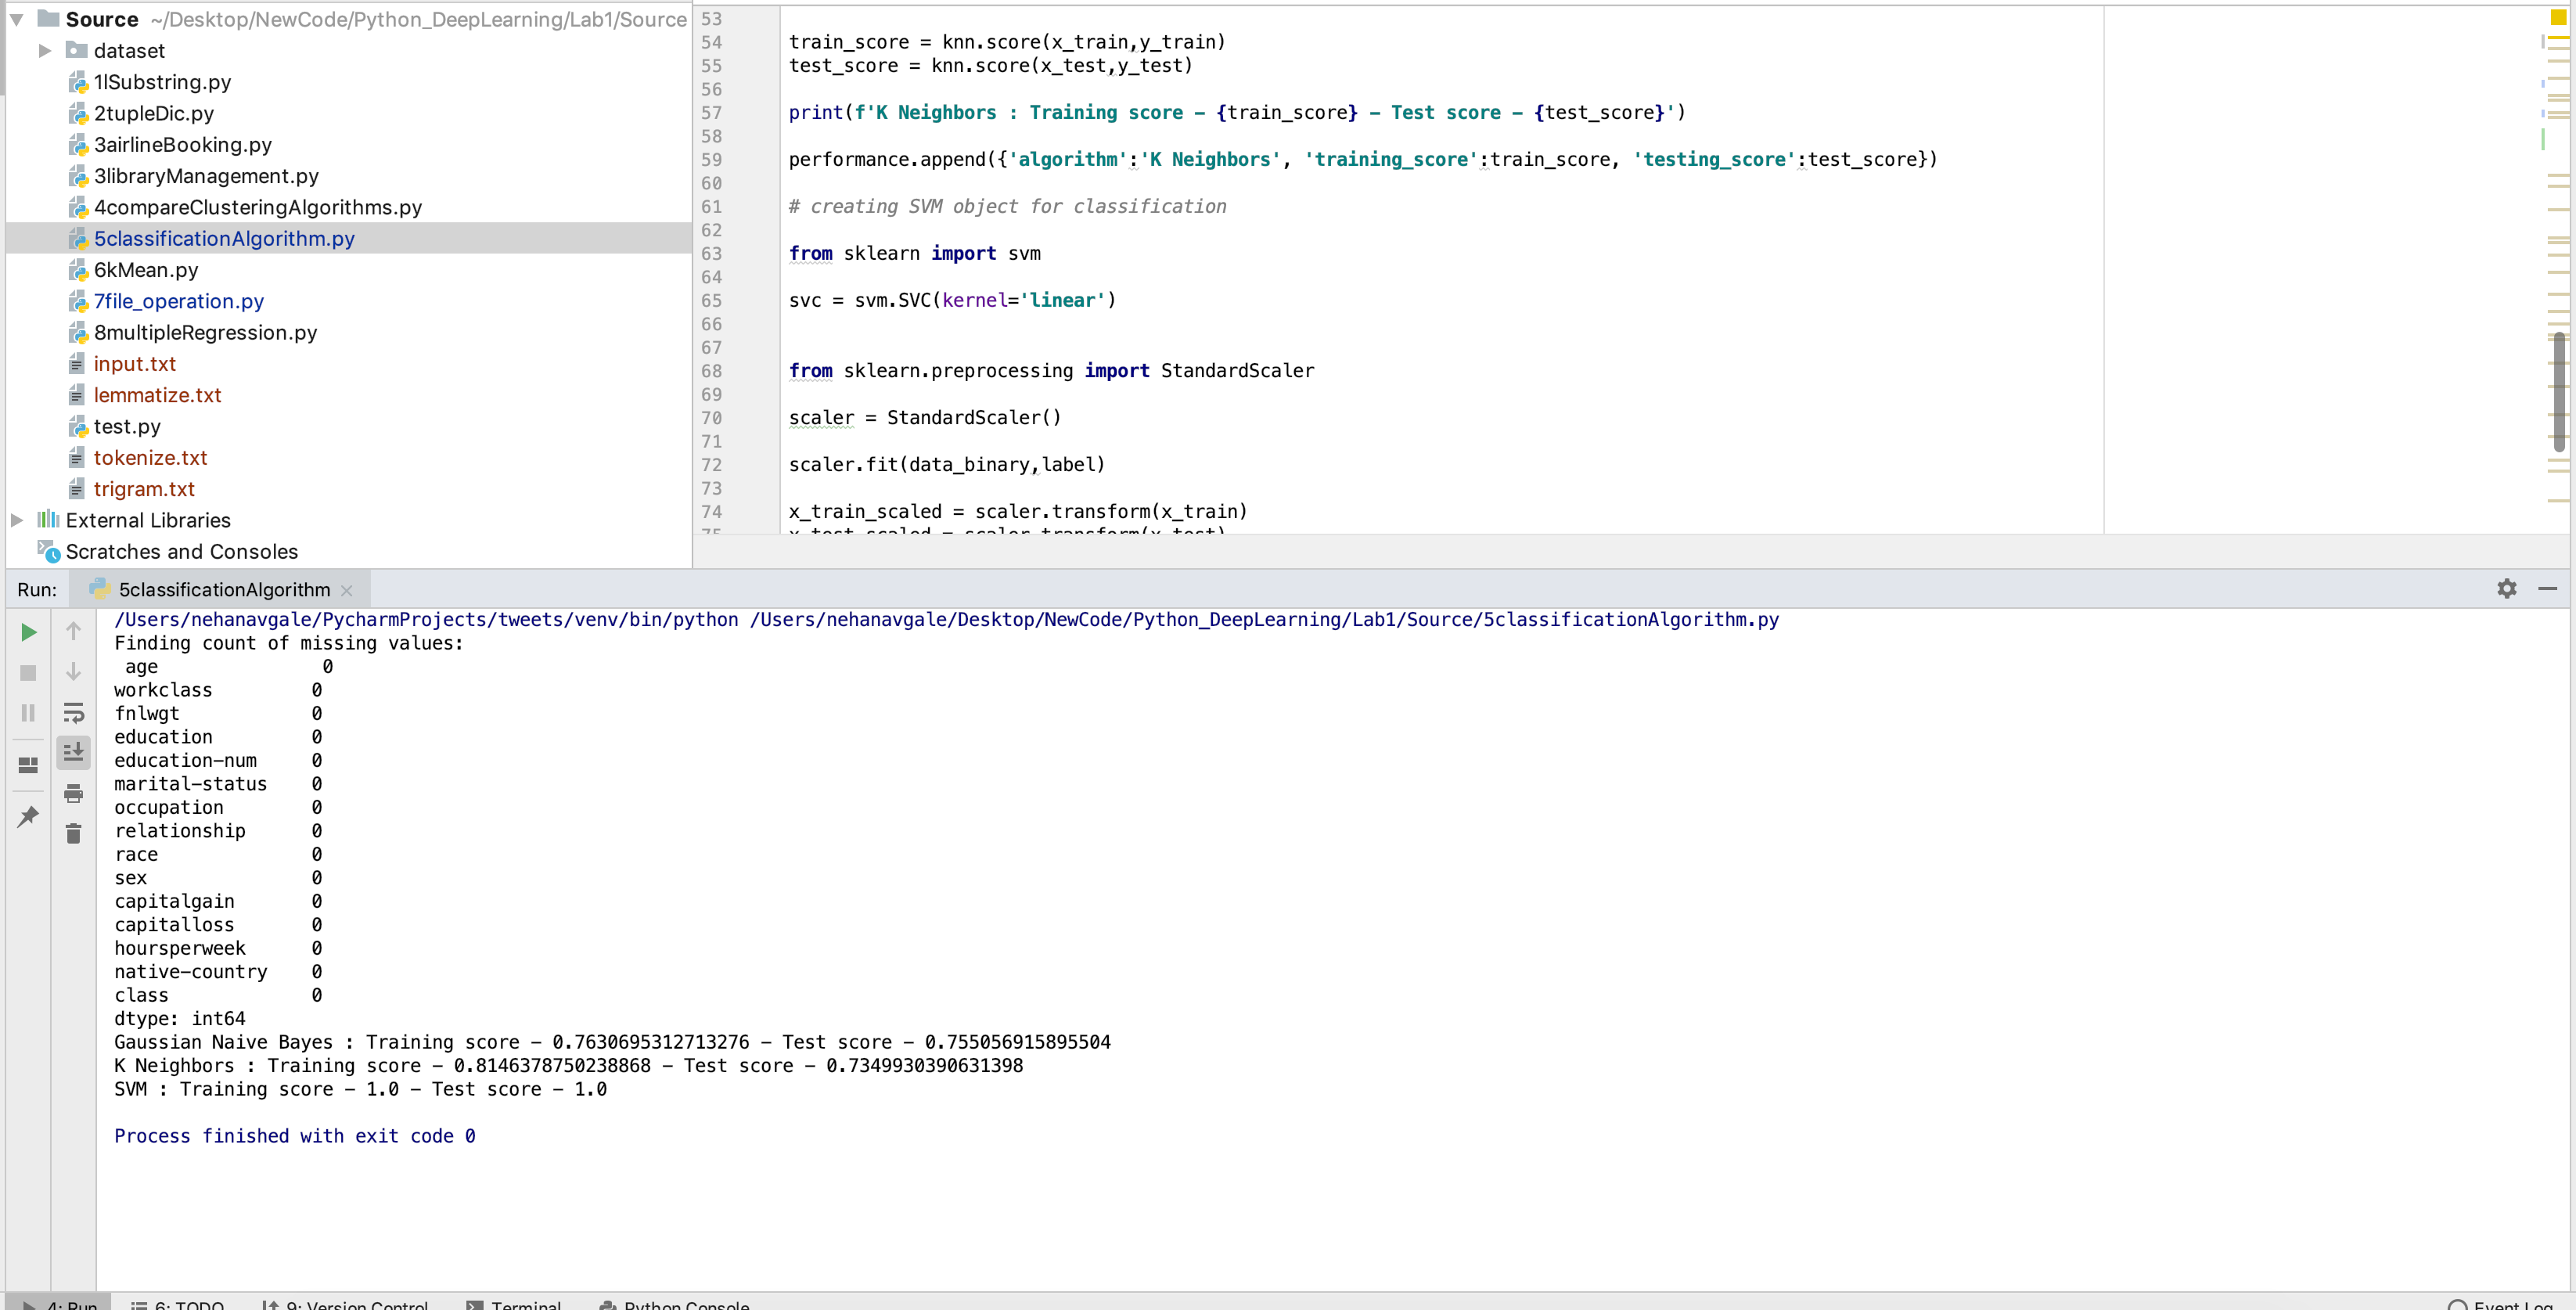 Source ~/Desktop/NewCode/Python_DeepLearning/Lab1/Source
dataset
1lSubstring.py
2tupleDic.py
3airlineBooking.py
3libraryManagement.py
4compareClusteringAlgorithms.py
5classificationAlgorithm.py
6kMean.py
7file_operation.py
8multipleRegression.py
input.txt
lemmatize.txt
test.py
tokenize.txt
trigram.txt
External Libraries
Scratches and Consoles
53
54 train_score = knn.score(x_train,y_train)
55 test_score = knn.score(x_test,y_test)
56
57 print(f'K Neighbors : Training score - {train_score} - Test score - {test_score}')
58
59 performance.append({'algorithm':'K Neighbors', 'training_score':train_score, 'testing_score':test_score})
60
61 # creating SVM object for classification
62
63 from sklearn import svm
64
65 svc = svm.SVC(kernel='linear')
66
67
68 from sklearn.preprocessing import StandardScaler
69
70 scaler = StandardScaler()
71
72 scaler.fit(data_binary,label)
73
74 x_train_scaled = scaler.transform(x_train)
75 x_test_scaled = scaler.transform(x_test)
Run: 5classificationAlgorithm
/Users/nehanavgale/PycharmProjects/tweets/venv/bin/python /Users/nehanavgale/Desktop/NewCode/Python_DeepLearning/Lab1/Source/5classificationAlgorithm.py
Finding count of missing values:
age 0
workclass 0
fnlwgt 0
education 0
education-num 0
marital-status 0
occupation 0
relationship 0
race 0
sex 0
capitalgain 0
capitalloss 0
hoursperweek 0
native-country 0
class 0
dtype: int64
Gaussian Naive Bayes : Training score - 0.7630695312713276 - Test score - 0.755056915895504
K Neighbors : Training score - 0.8146378750238868 - Test score - 0.7349930390631398
SVM : Training score - 1.0 - Test score - 1.0
Process finished with exit code 0
4: Run 6: TODO 9: Version Control Terminal Python Console Event Log